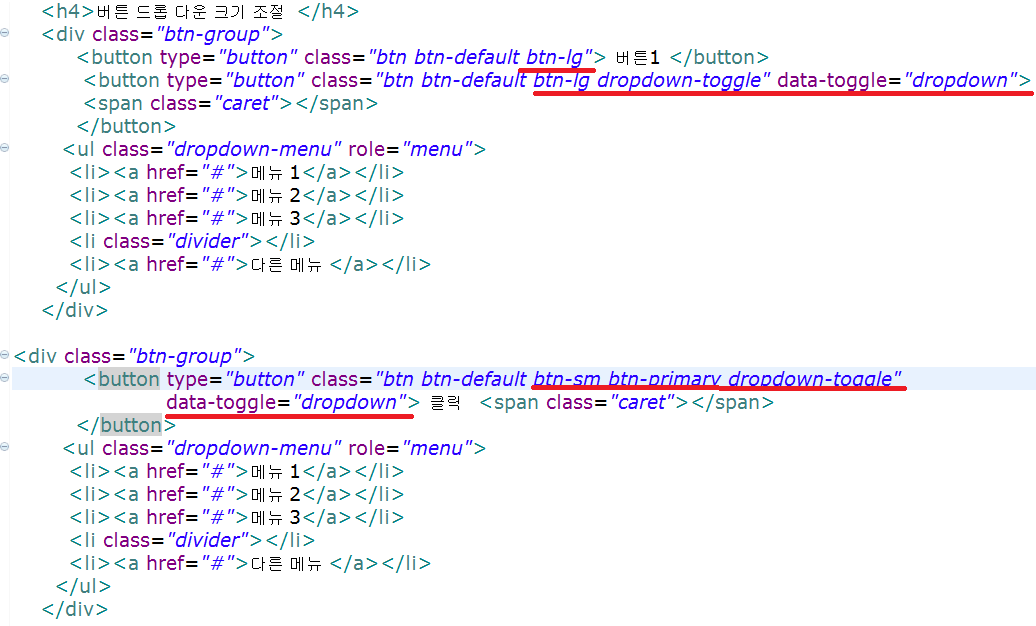 <h4>버튼 드롭 다운 크기 조절 </h4>
<div class="btn-group">
<button type="button" class="btn btn-default btn-lg"> 버튼1 </button>
<button type="button" class="btn btn-default btn-lg dropdown-toggle" data-toggle="dropdown">
<span class="caret"></span>
</button>
<ul class="dropdown-menu" role="menu">
<li><a href="#">메뉴 1</a></li>
<li><a href="#">메뉴 2</a></li>
<li><a href="#">메뉴 3</a></li>
<li class="divider"></li>
<li><a href="#">다른 메뉴 </a></li>
</ul>
</div>
<div class="btn-group">
<button type="button" class="btn btn-default btn-sm btn-primary dropdown-toggle"
data-toggle="dropdown"> 클릭 <span class="caret"></span>
</button>
<ul class="dropdown-menu" role="menu">
<li><a href="#">메뉴 1</a></li>
<li><a href="#">메뉴 2</a></li>
<li><a href="#">메뉴 3</a></li>
<li class="divider"></li>
<li><a href="#">다른 메뉴 </a></li>
</ul>
</div>